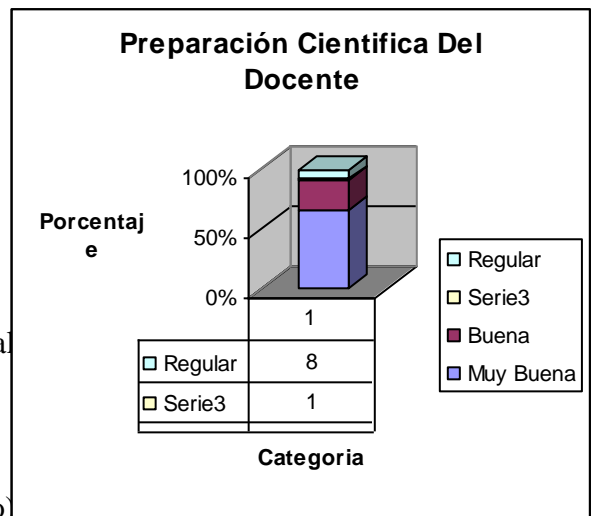 Preparación Cientifica Del
Docente
100%
50%
0%
Porcentaj
e
Regular
Serie3
Buena
Muy Buena
1
Regular 8
Serie3 1
Categoria
al
o)